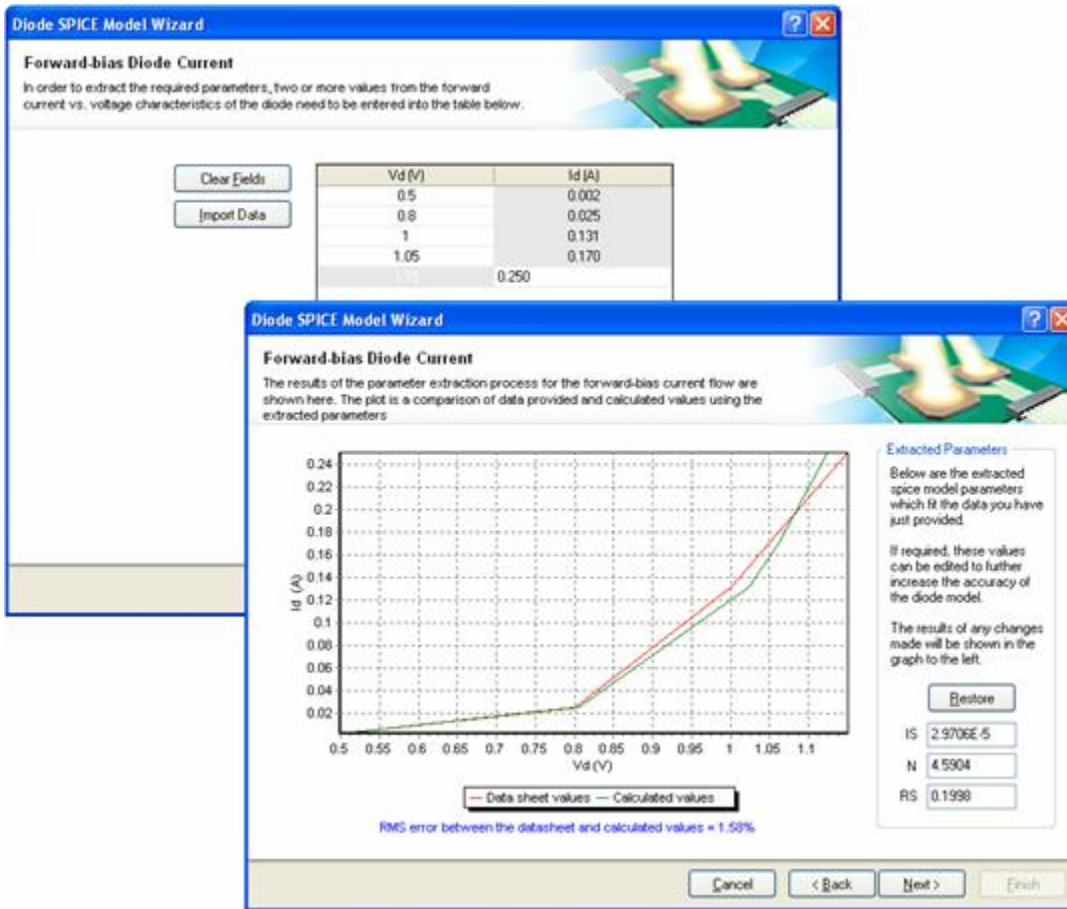 Diode SPICE Model Wizard
Forward-bias Diode Current
In order to extract the required parameters, two or more values from the forward
current vs. voltage characteristics of the diode need to be entered into the table below.
Clear Fields
Import Data
Vd (V) Id (A)
0.5 0.002
0.8 0.025
1 0.131
1.05 0.170
0.250
Diode SPICE Model Wizard
Forward-bias Diode Current
The results of the parameter extraction process for the forward-bias current flow are
shown here. The plot is a comparison of data provided and calculated values using the
extracted parameters
0.24
0.22
0.2
0.18
0.16
0.14
0.12
0.1
0.08
0.06
0.04
0.02
Id (A)
0.5 0.55 0.6 0.65 0.7 0.75 0.8 0.85 0.9 0.95 1 1.05 1.1
Vd (V)
Data sheet values Calculated values
RMS error between the datasheet and calculated values = 1.58%
Extracted Parameters
Below are the extracted
spice model parameters
which fit the data you have
just provided.
If required, these values
can be edited to further
increase the accuracy of
the diode model.
The results of any changes
made will be shown in the
graph to the left.
Restore
IS 2.9706E-5
N 4.5904
RS 0.1998
Cancel < Back Next > Finish